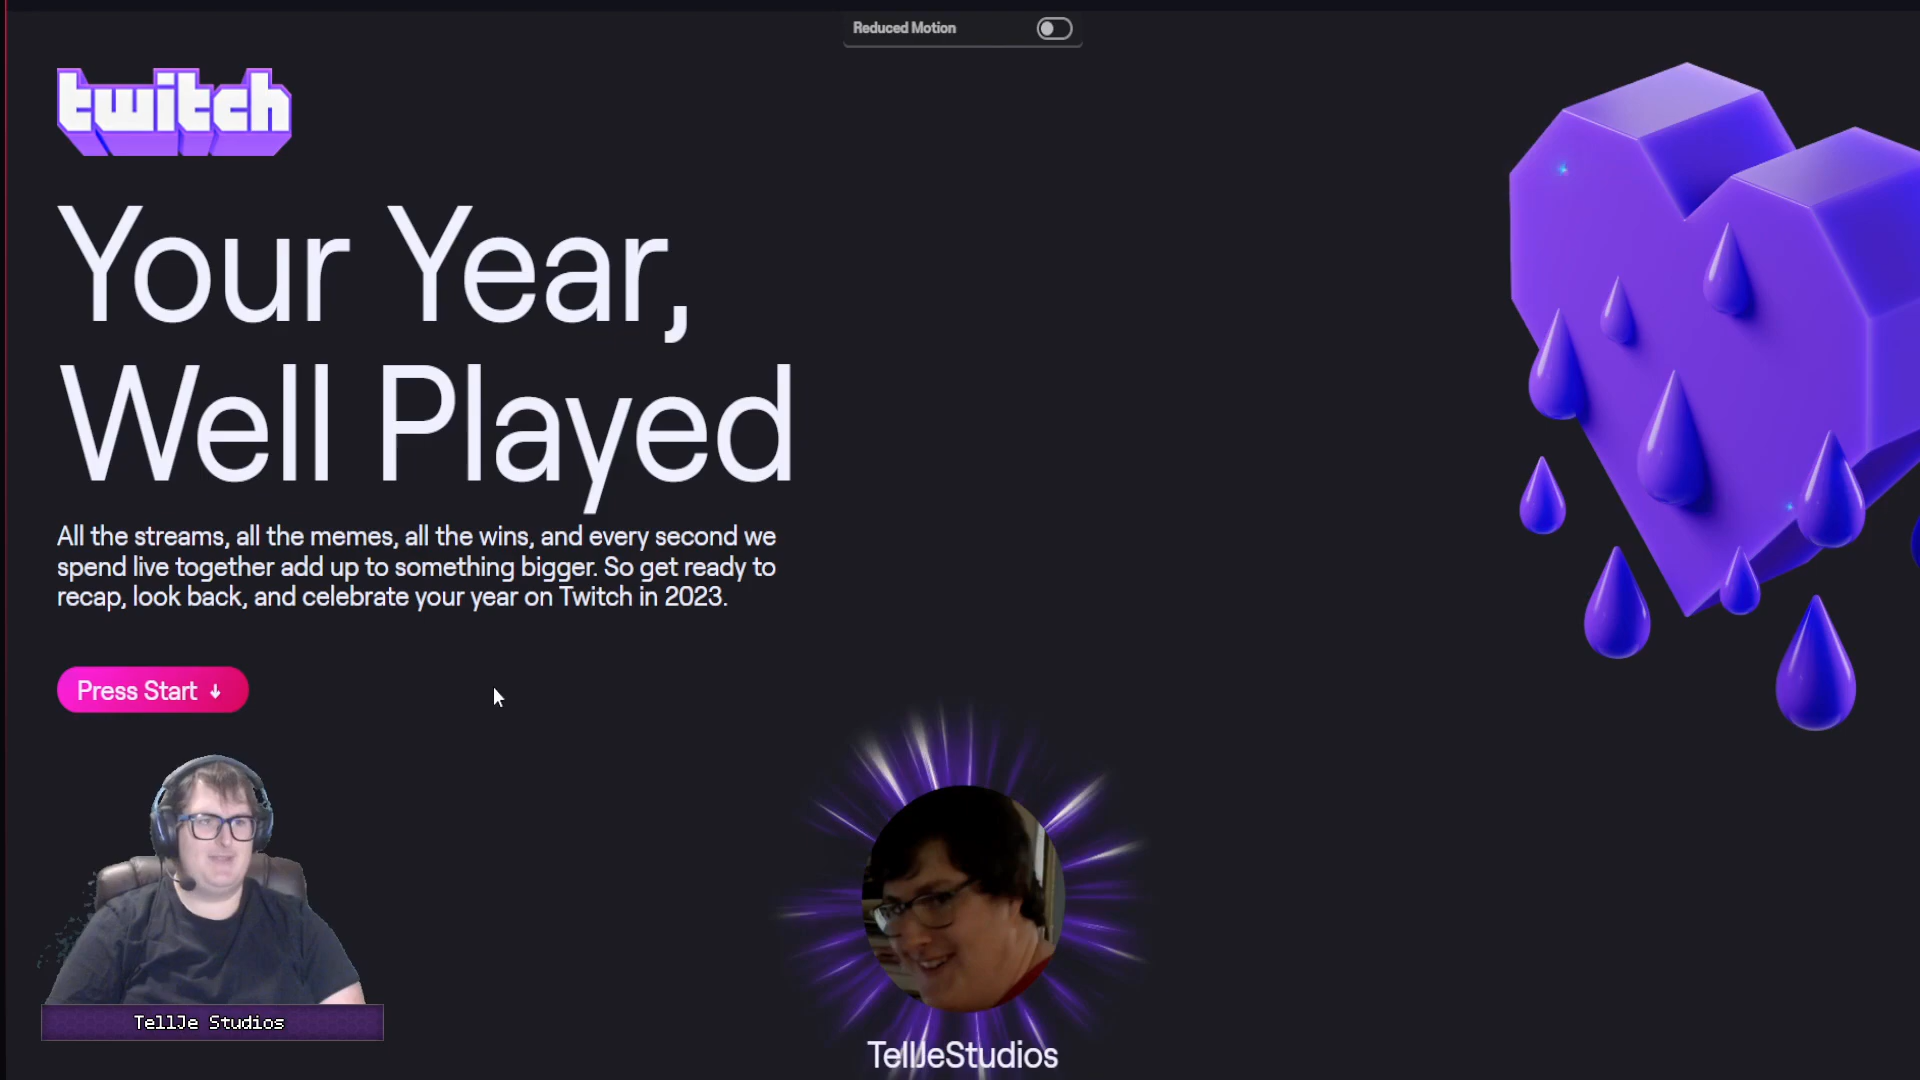 Reduced Motion
twitch
Your Year,
Well Played
All the streams, all the memes, all the wins, and every second we
spend live together add up to something bigger. So get ready to
recap, look back, and celebrate your year on Twitch in 2023.
Press Start ↓
TellJe Studios
TellJeStudios